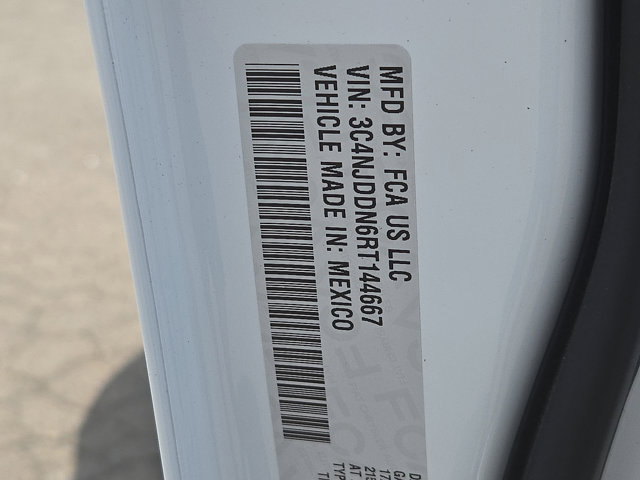 MFD BY: FCA US LLC
VIN: 3C4NJDDN6RT144667
VEHICLE MADE IN: MEXICO